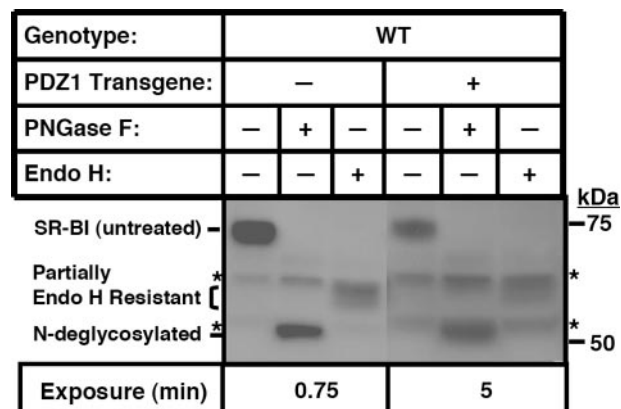 Genotype: WT
PDZ1 Transgene: – +
PNGase F: – + – – + –
Endo H: – – + – – +
kDa
SR-BI (untreated) – –75
Partially * *
Endo H Resistant [
N-deglycosylated * *
– – 50
Exposure (min) 0.75 5